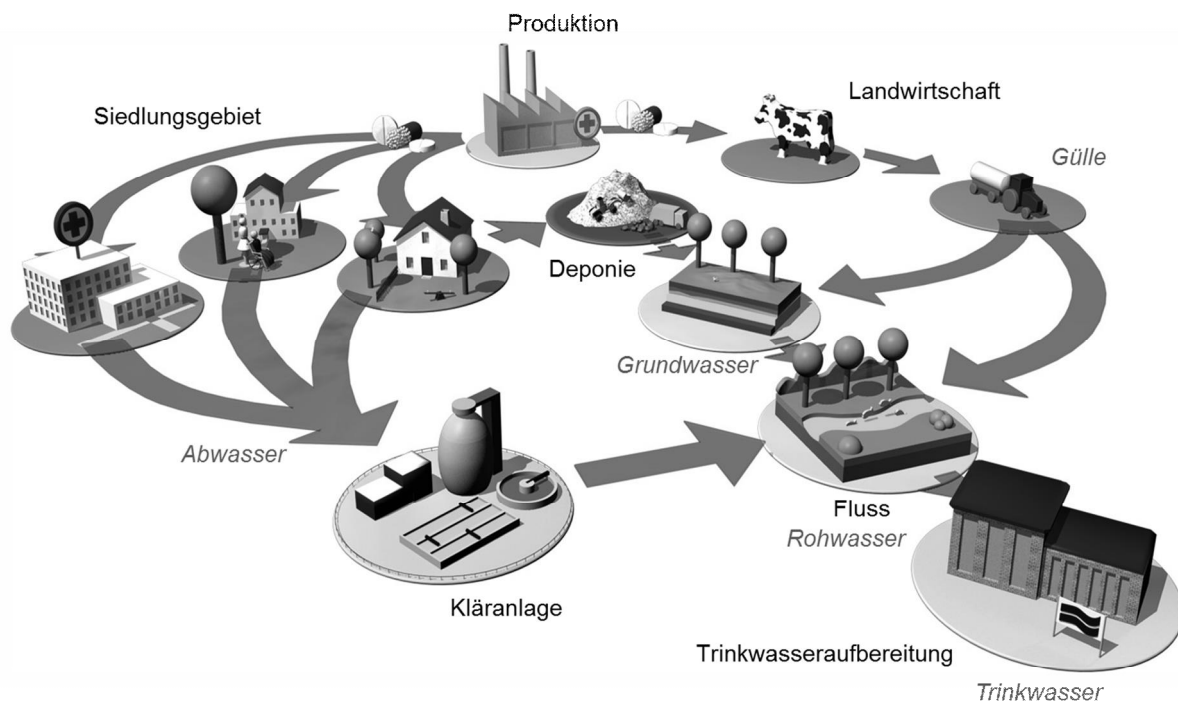 Produktion
Siedlungsgebiet
Landwirtschaft
Gülle
Deponie
Grundwasser
Abwasser
Fluss
Rohwasser
Kläranlage
Trinkwasseraufbereitung
Trinkwasser